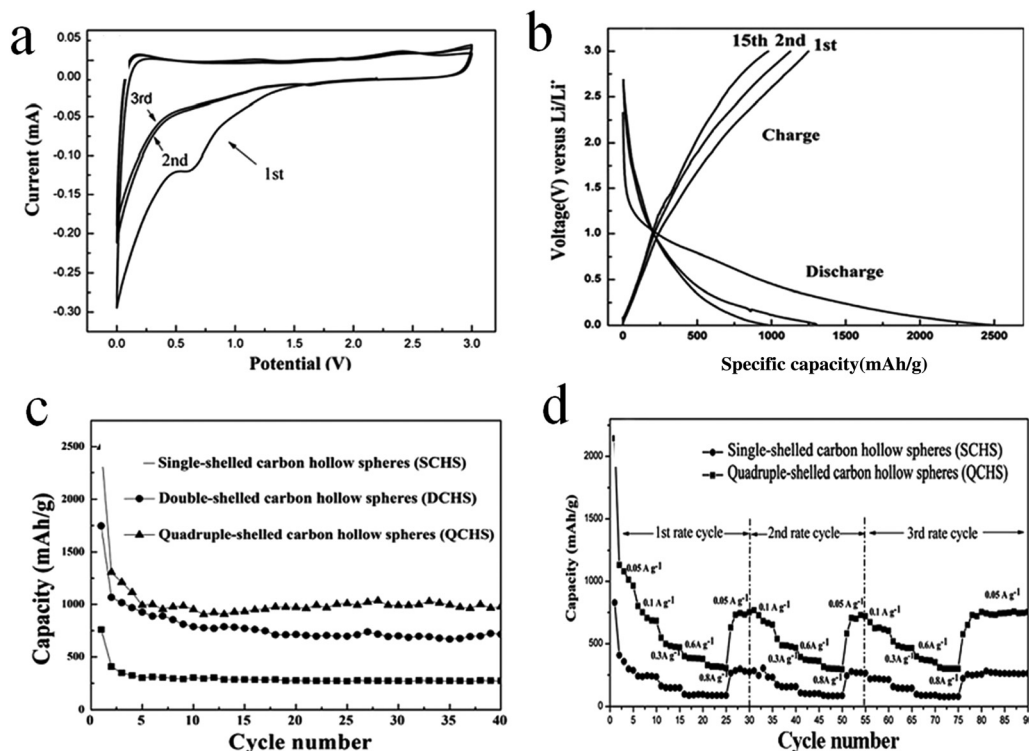 a
0.05
0.00
-0.05
-0.10
-0.15
-0.20
-0.25
-0.30
Current (mA)
3rd
2nd
1st
0.0 0.5 1.0 1.5 2.0 2.5 3.0
Potential (V)
b
3.0
2.5
2.0
1.5
1.0
0.5
0.0
Voltage(V) versus Li/Li+
15th 2nd 1st
Charge
Discharge
0 500 1000 1500 2000 2500
Specific capacity(mAh/g)
c
2500
2000
1500
1000
500
0
Capacity (mAh/g)
Single-shelled carbon hollow spheres (SCHS)
Double-shelled carbon hollow spheres (DCHS)
Quadruple-shelled carbon hollow spheres (QCHS)
0 5 10 15 20 25 30 35 40
Cycle number
d
2000
1500
1000
500
0
Capacity (mAh/g)
Single-shelled carbon hollow spheres (SCHS)
Quadruple-shelled carbon hollow spheres (QCHS)
1st rate cycle 2nd rate cycle 3rd rate cycle
0.05 A g-1
0.1 A g-1
0.3A g-1
0.6A g-1
0.8A g-1
0.05 A g-1
0.1 A g-1
0.3A g-1
0.6A g-1
0.8A g-1
0.05 A g-1
0.1 A g-1
0.3A g-1
0.6A g-1
0.8A g-1
0.05 A g-1
0 5 10 15 20 25 30 35 40 45 50 55 60 65 70 75 80 85 90
Cycle number